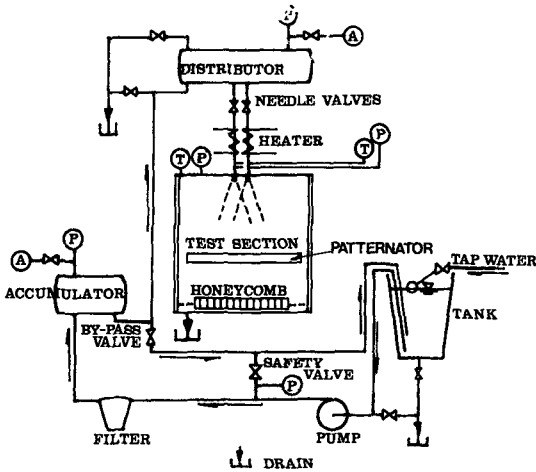 P
A
DISTRIBUTOR
NEEDLE VALVES
HEATER
T P
T P
TEST SECTION
PATTERNATOR
HONEYCOMB
A P
ACCUMULATOR
BY-PASS
VALVE
TAP WATER
TANK
SAFETY
VALVE
P
FILTER
PUMP
DRAIN